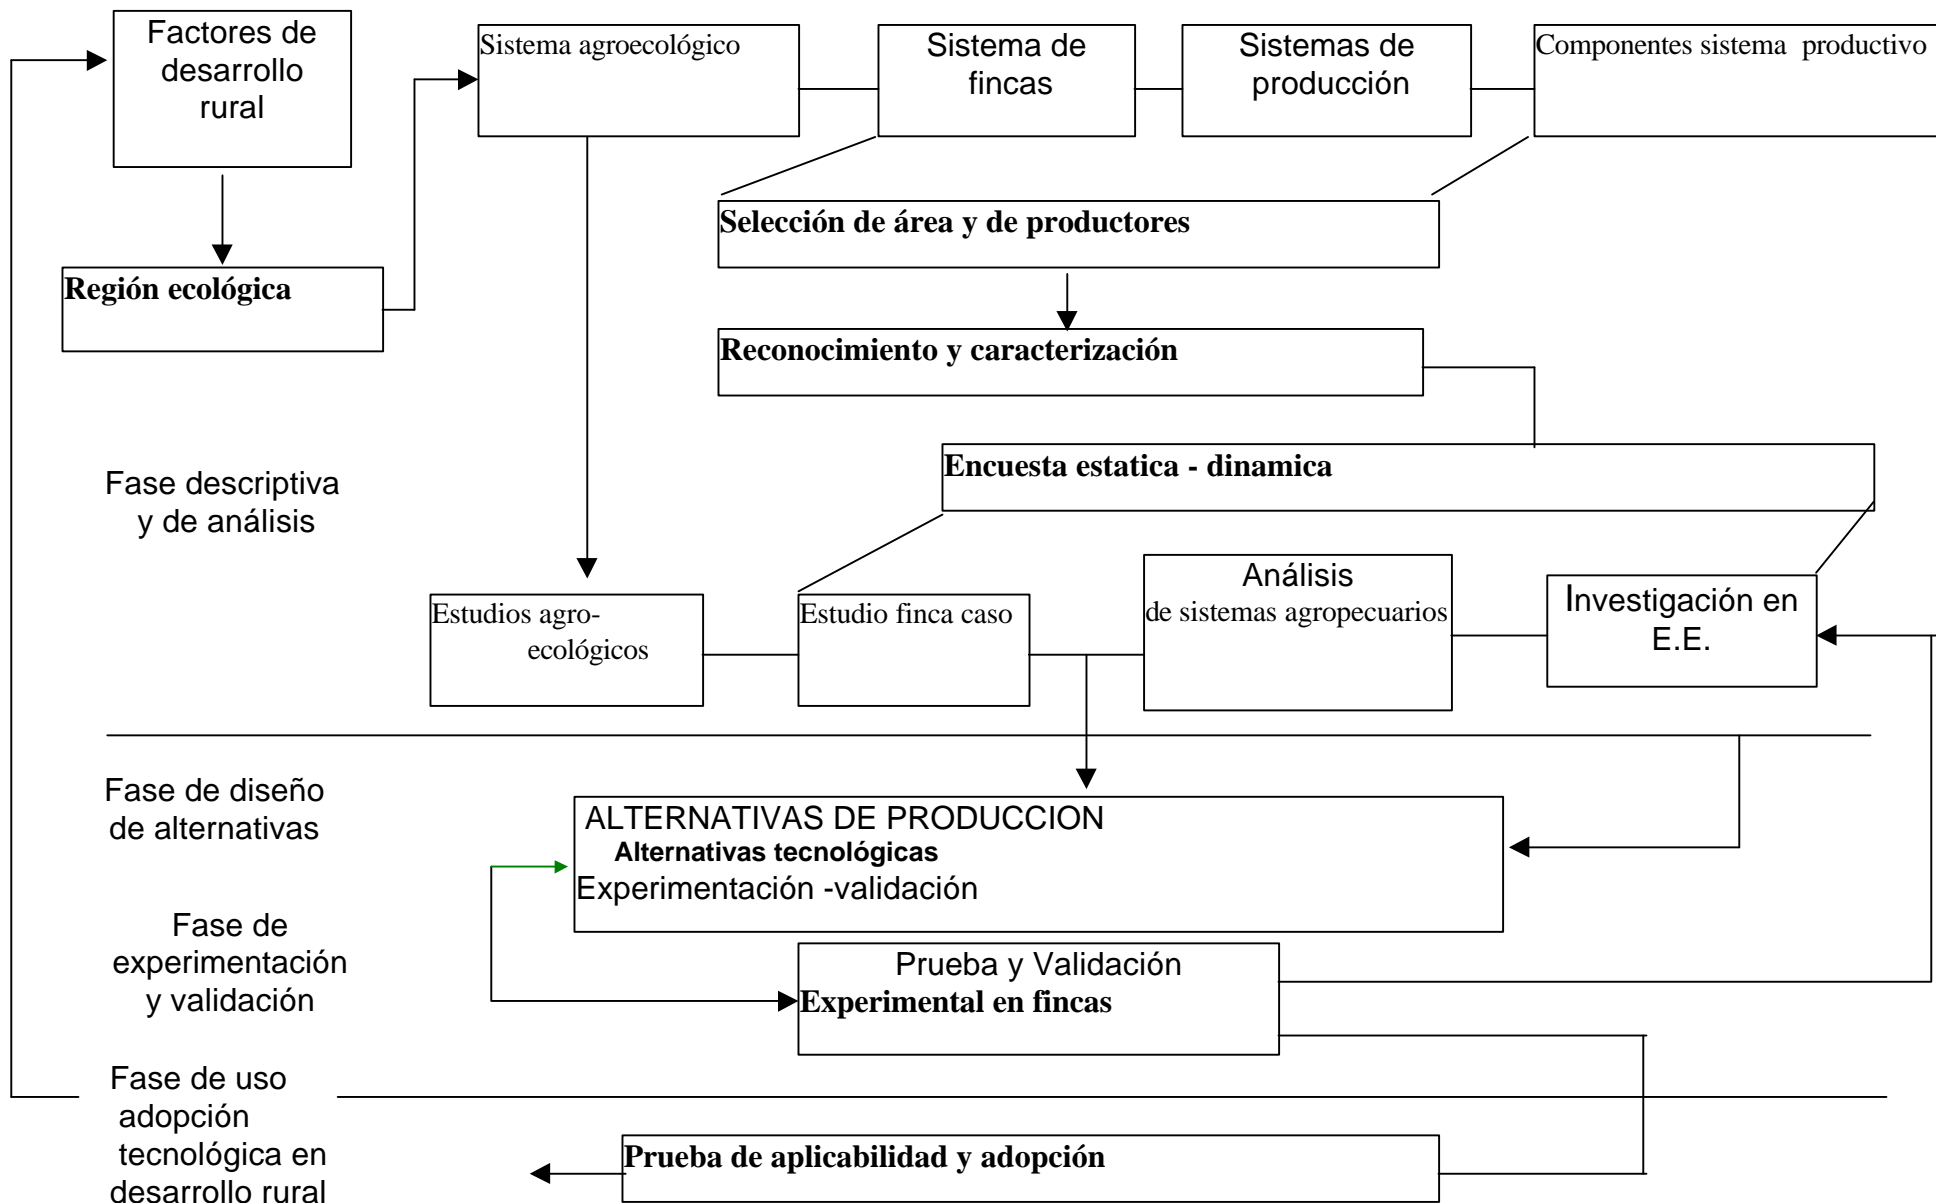 Factores de
desarrollo
rural
Sistema agroecológico
Sistema de
fincas
Sistemas de
producción
Componentes sistema productivo
Selección de área y de productores
Región ecológica
Reconocimiento y caracterización
Encuesta estatica - dinamica
Fase descriptiva
y de análisis
Estudios agro-
ecológicos
Estudio finca caso
Análisis
de sistemas agropecuarios
Investigación en
E.E.
Fase de diseño
de alternativas
ALTERNATIVAS DE PRODUCCION
Alternativas tecnológicas
Experimentación -validación
Fase de
experimentación
y validación
Prueba y Validación
Experimental en fincas
Fase de uso
adopción
tecnológica en
desarrollo rural
Prueba de aplicabilidad y adopción